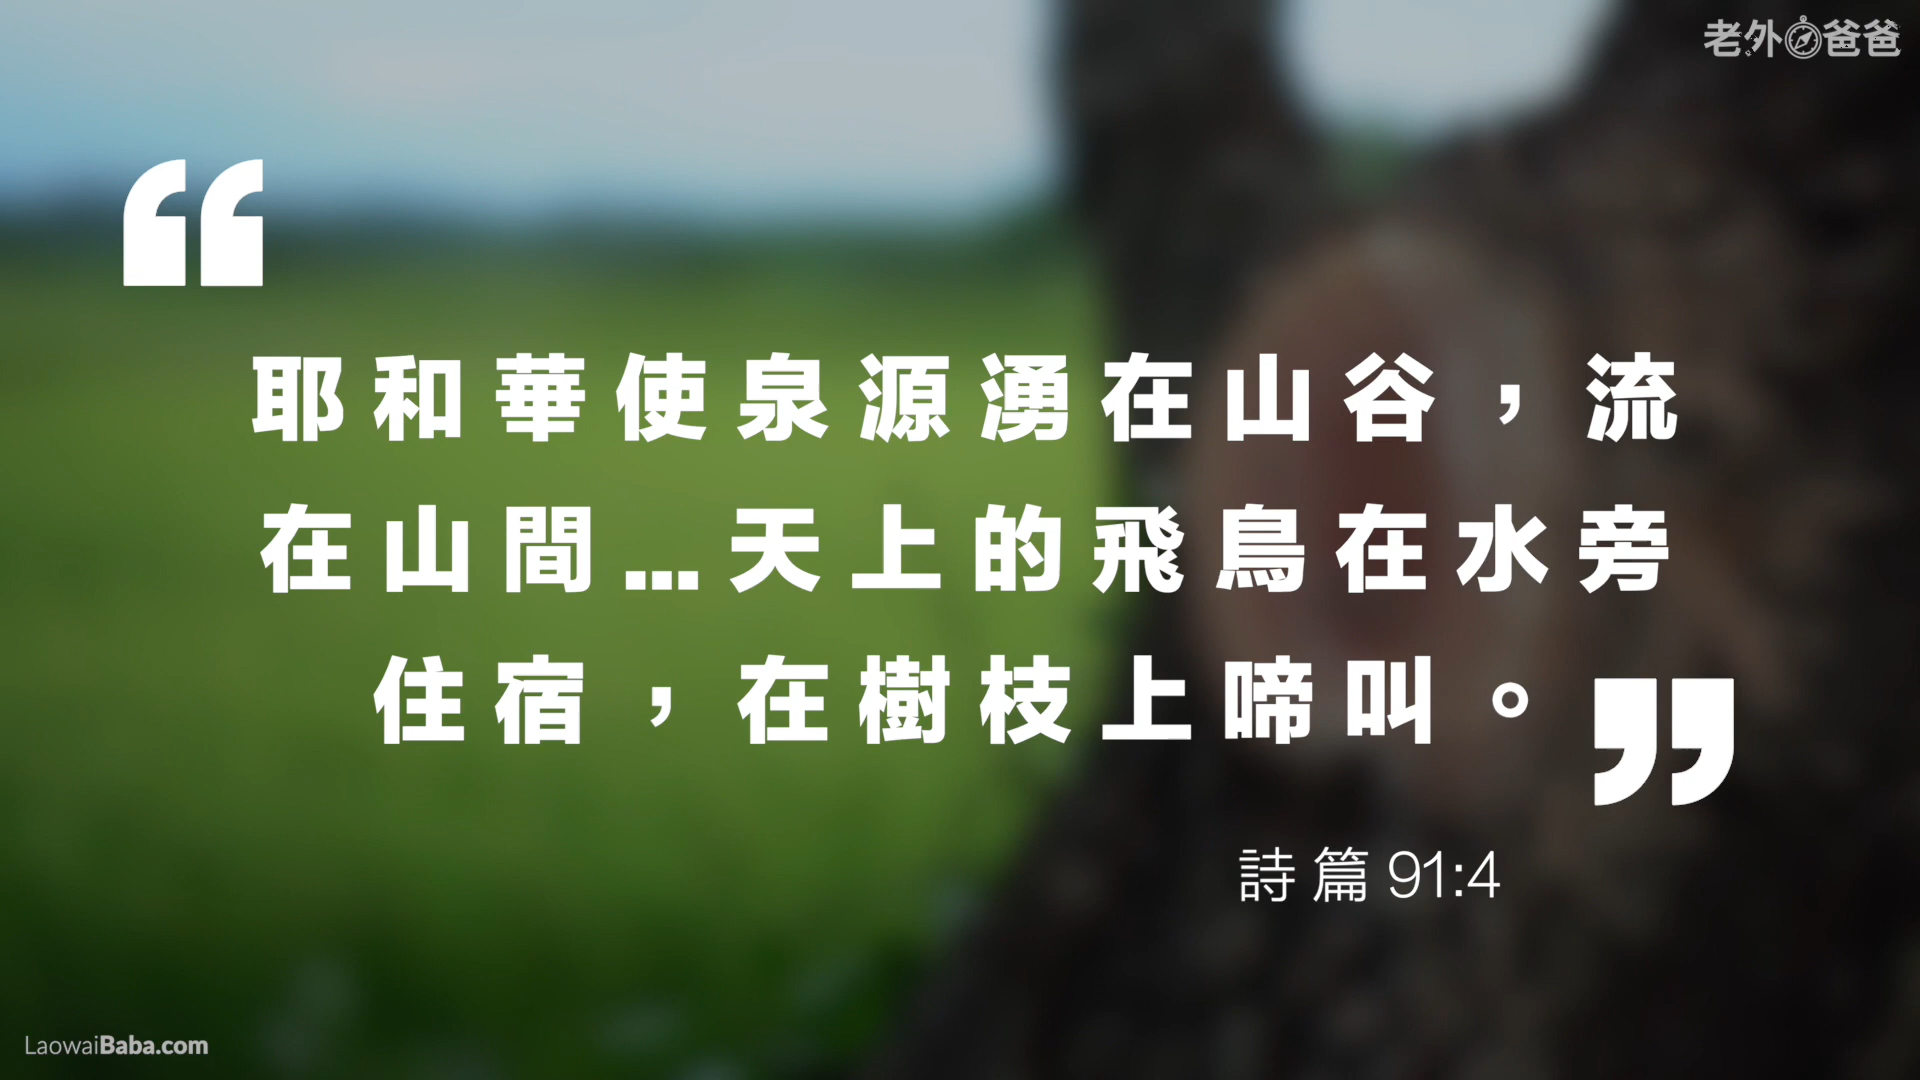 老外爸爸
“
耶和華使泉源湧在山谷，流
在山間...天上的飛鳥在水旁
住宿，在樹枝上啼叫。”
詩篇 91:4
LaowaiBaba.com